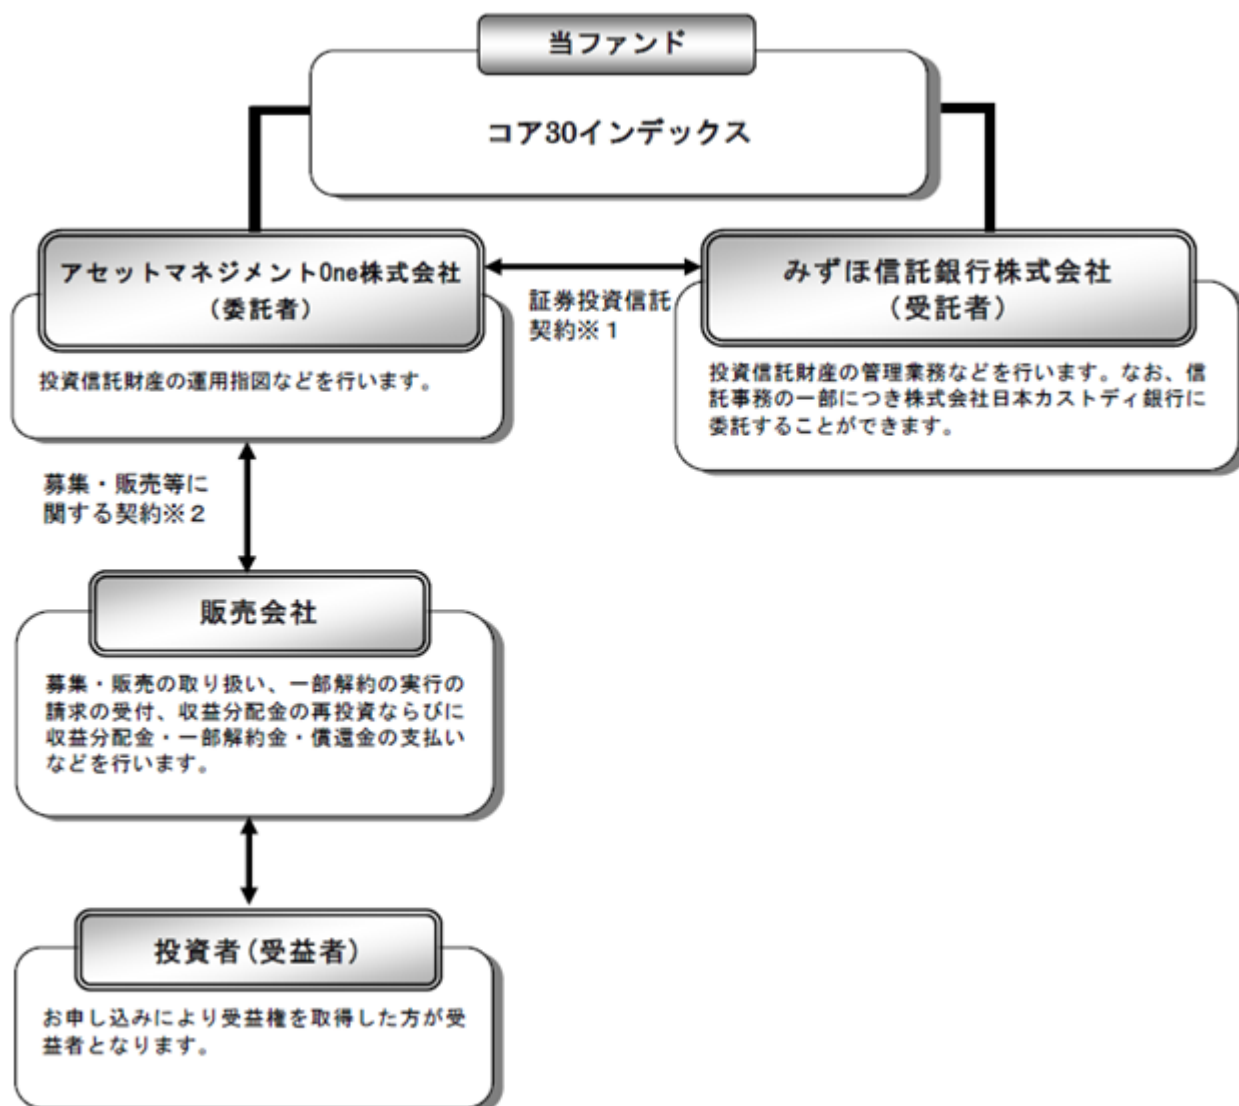 当ファンド
コア30インデックス
アセットマネジメントOne株式会社
（委託者）
投資信託財産の運用指図などを行います。
証券投資信託
契約※１
みずほ信託銀行株式会社
（受託者）
投資信託財産の管理業務などを行います。なお、信
託事務の一部につき株式会社日本カストディ銀行に
委託することができます。
募集・販売等に
関する契約※２
販売会社
募集・販売の取り扱い、一部解約の実行の
請求の受付、収益分配金の再投資ならびに
収益分配金・一部解約金・償還金の支払い
などを行います。
投資者(受益者)
お申し込みにより受益権を取得した方が受
益者となります。